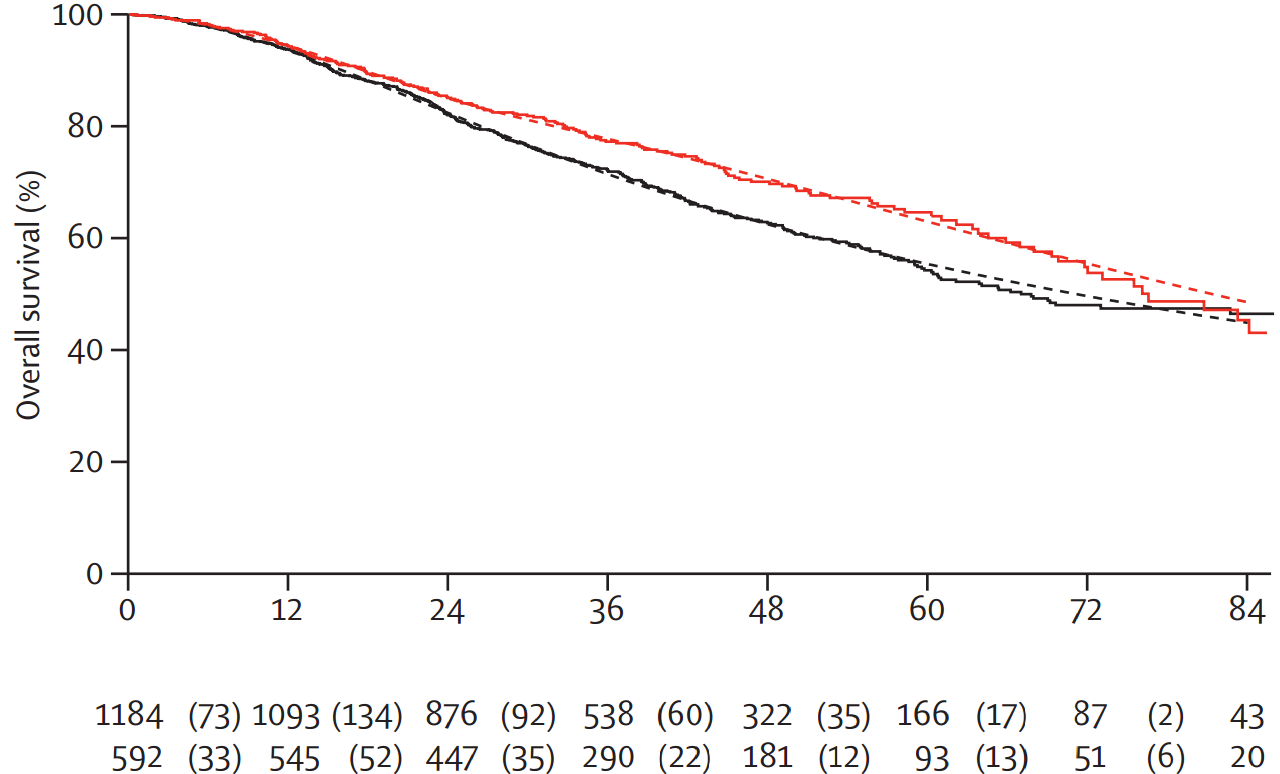 100
80
60
40
20
0
Overall survival (%)
0 12 24 36 48 60 72 84
1184 (73) 1093 (134) 876 (92) 538 (60) 322 (35) 166 (17) 87 (2) 43
592 (33) 545 (52) 447 (35) 290 (22) 181 (12) 93 (13) 51 (6) 20